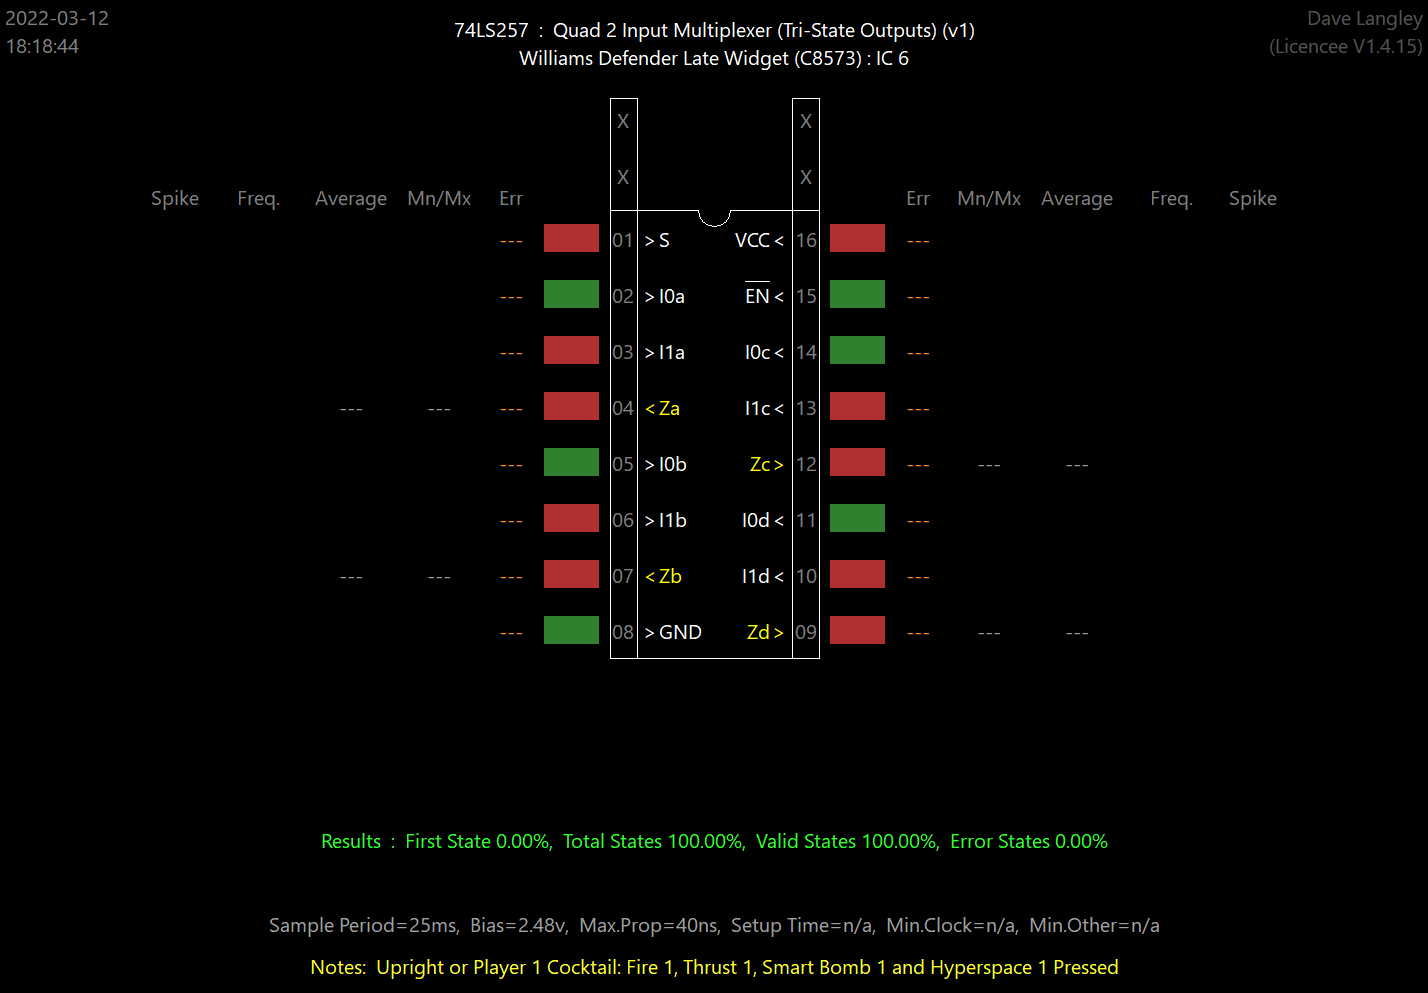 2022-03-12
18:18:44
74LS257 : Quad 2 Input Multiplexer (Tri-State Outputs) (v1)
Williams Defender Late Widget (C8573) : IC 6
Dave Langley
(Licencee V1.4.15)
X X
X X
Spike Freq. Average Mn/Mx Err Err Mn/Mx Average Freq. Spike
--- 01 > S VCC < 16 ---
--- 02 > I0a EN < 15 ---
--- 03 > I1a I0c < 14 ---
--- --- --- 04 < Za I1c < 13 ---
--- 05 > I0b Zc > 12 --- --- ---
--- 06 > I1b I0d < 11 ---
--- --- --- 07 < Zb I1d < 10 ---
--- 08 > GND Zd > 09 --- --- ---
Results : First State 0.00%, Total States 100.00%, Valid States 100.00%, Error States 0.00%
Sample Period=25ms, Bias=2.48v, Max.Prop=40ns, Setup Time=n/a, Min.Clock=n/a, Min.Other=n/a
Notes: Upright or Player 1 Cocktail: Fire 1, Thrust 1, Smart Bomb 1 and Hyperspace 1 Pressed